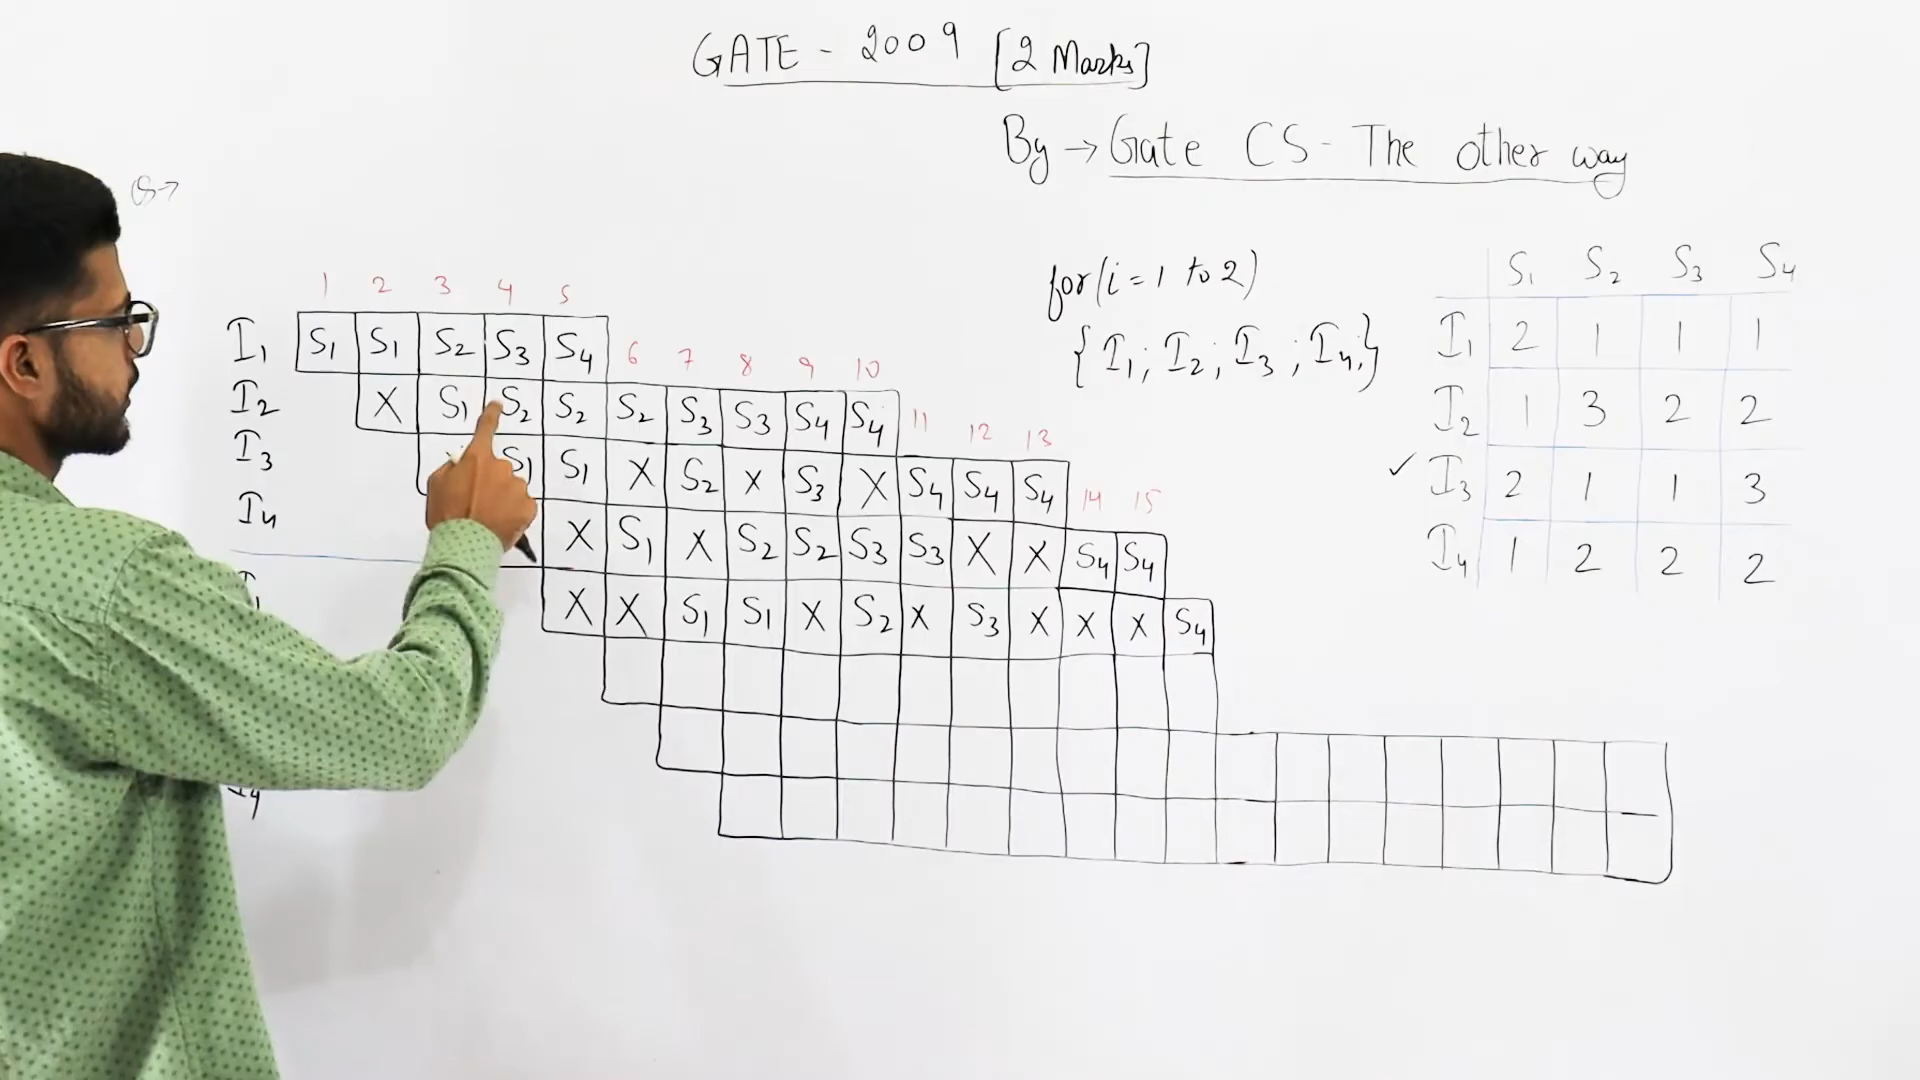 GATE - 2009 [2 Marks]
By → Gate CS - The other way
Q→
for(i = 1 to 2)
{ I1; I2; I3; I4;}
S1 S2 S3 S4
I1 2 1 1 1
I2 1 3 2 2
✓ I3 2 1 1 3
I4 1 2 2 2
1 2 3 4 5
I1 S1 S1 S2 S3 S4 6 7 8 9 10
I2 X S1 S2 S2 S2 S3 S3 S4 S4 11 12 13
I3 S1 S1 X S2 X S3 X S4 S4 S4 14 15
I4 X S1 X S2 S2 S3 S3 X X S4 S4
X X S1 S1 X S2 X S3 X X X S4
I4